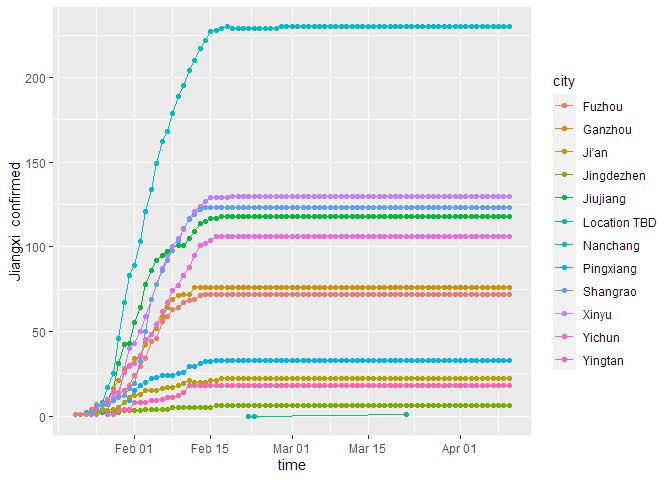 Jiangxi confirmed
200
150
100
50
0
Feb 01
Feb 15
Mar 01
Mar 15
Apr 01
time
city
Fuzhou
Ganzhou
Ji'an
Jingdezhen
Jiujiang
Location TBD
Nanchang
Pingxiang
Shangrao
Xinyu
Yichun
Yingtan